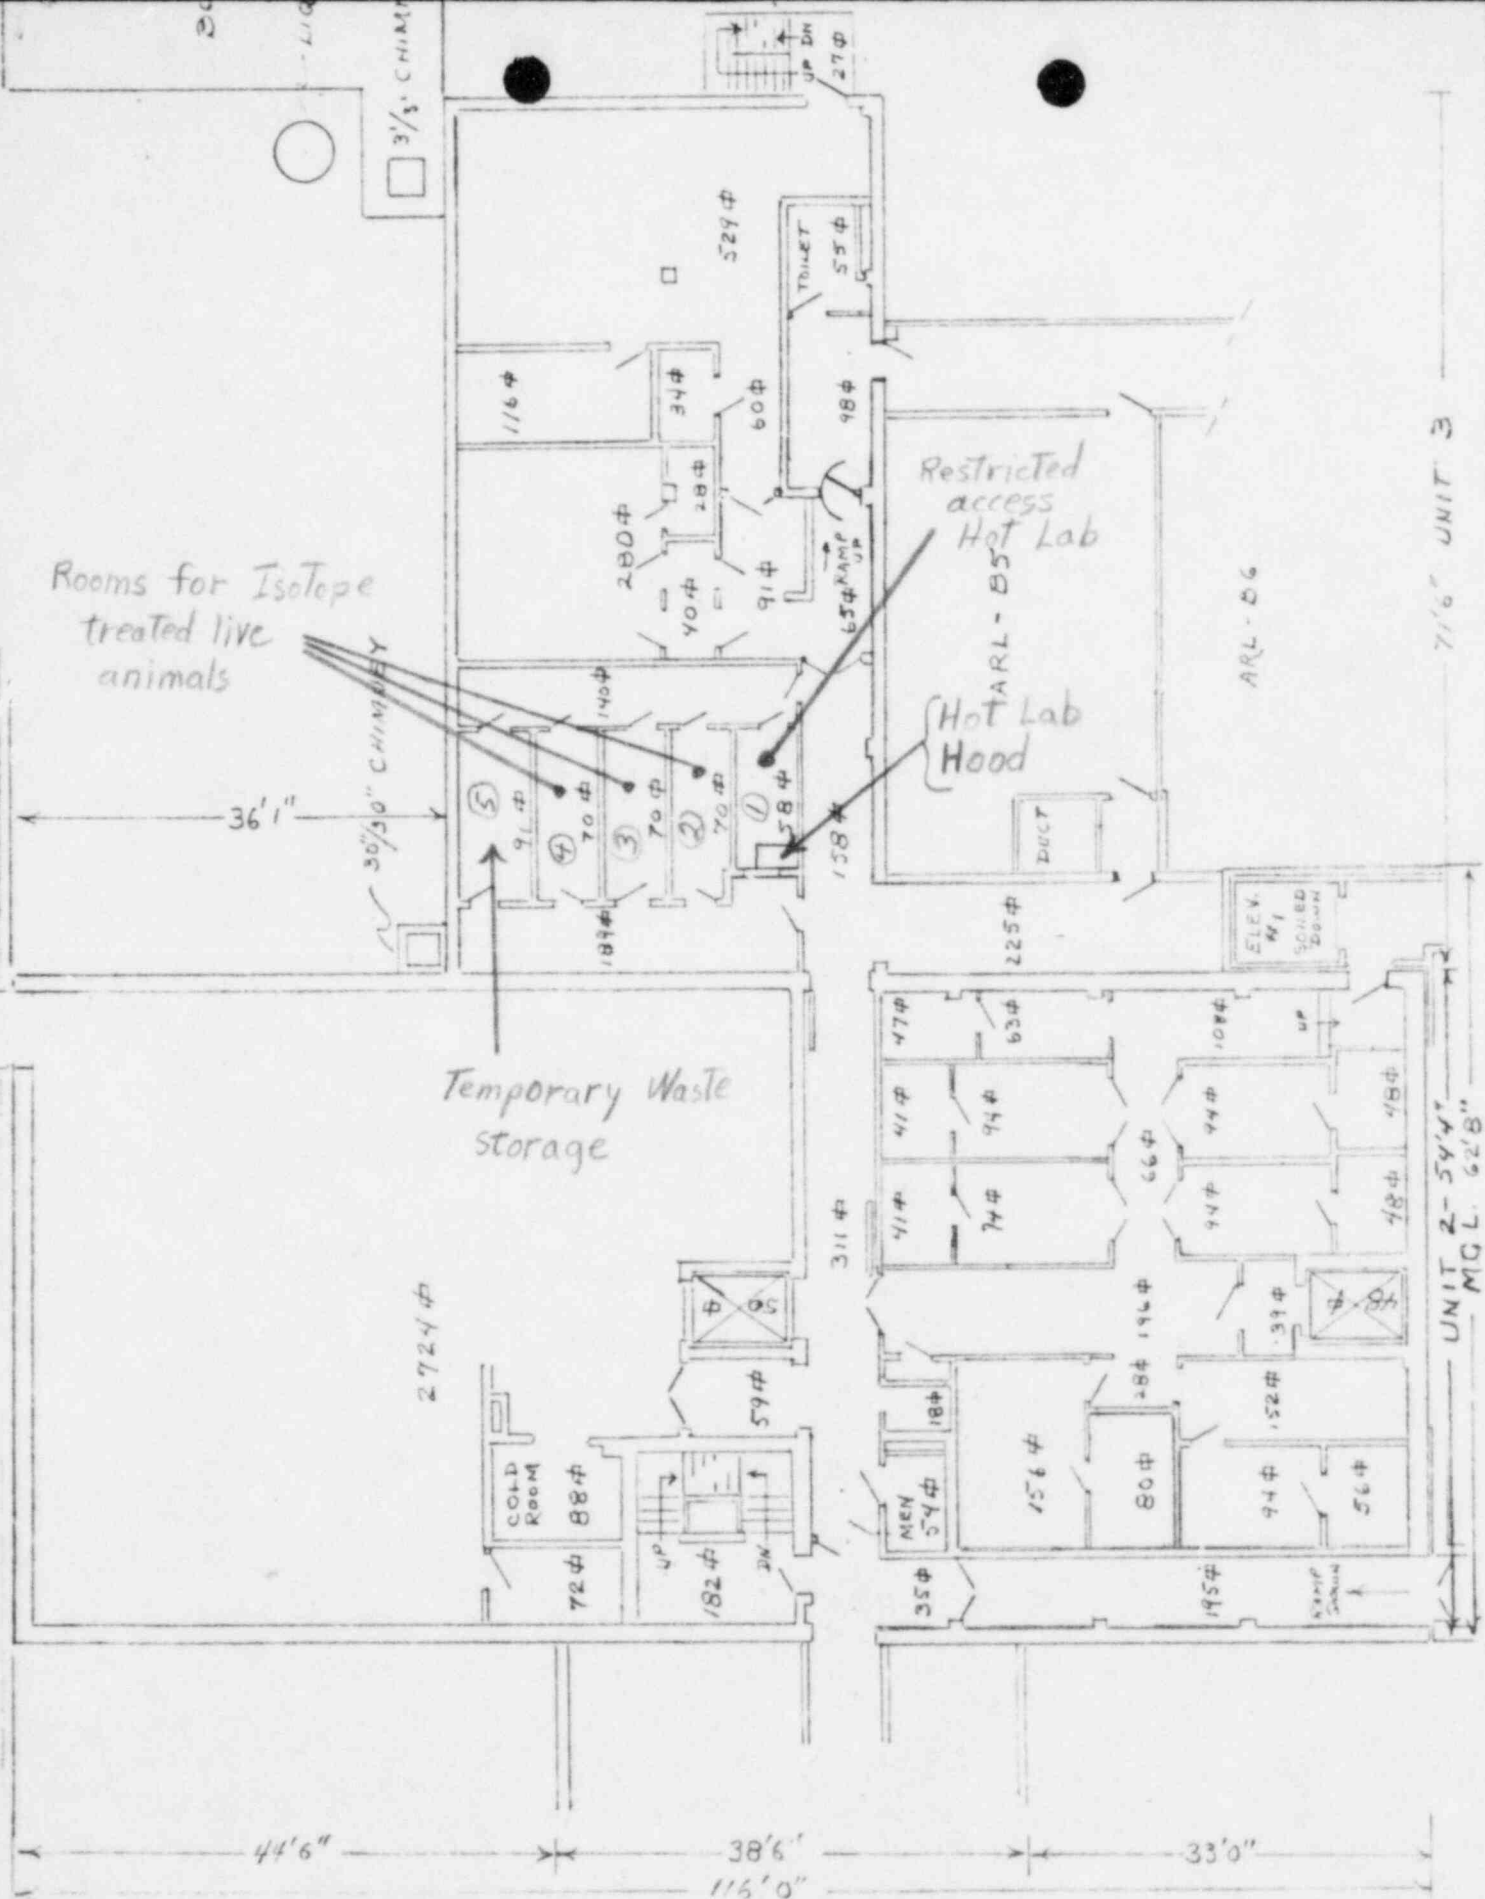 3'/3' CHIM
UP DN
27⌽
529⌽
TOILET
55⌽
116⌽
34⌽
60⌽
98⌽
Restricted
access
Hot Lab
28⌽
280⌽
RAMP
UP
65⌽
91⌽
40⌽
ARL-B5
ARL-B6
71'6" UNIT 3
Rooms for Isotope
treated live
animals
140⌽
30"/30" CHIMNEY
36'1"
Hot Lab
Hood
5
91⌽
4
70⌽
3
70⌽
2
70⌽
1
58⌽
158⌽
DUCT
189⌽
225⌽
ELEV.
#1
SOILED
DOWN
Temporary Waste
storage
47⌽
63⌽
108⌽
UP
41⌽
94⌽
94⌽
48⌽
66⌽
41⌽
74⌽
94⌽
48⌽
311⌽
2724⌽
196⌽
39⌽
UNIT 2-54'4"
MGL. 62'8"
59⌽
18⌽
28⌽
152⌽
COLD
ROOM
88⌽
156⌽
80⌽
94⌽
56⌽
MEN
54⌽
UP
DN
72⌽
182⌽
35⌽
195⌽
RAMP
DOWN
44'6"
38'6"
33'0"
116'0"